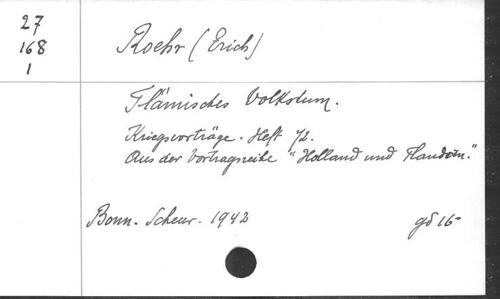 27
168
1
Roehr (Erich)
Flämisches Volkstum.
Kriegsvorträge. Heft 72.
Aus der Vortragsreihe "Holland und Flandern."
Bonn. Scheur. 1942
gd 16-